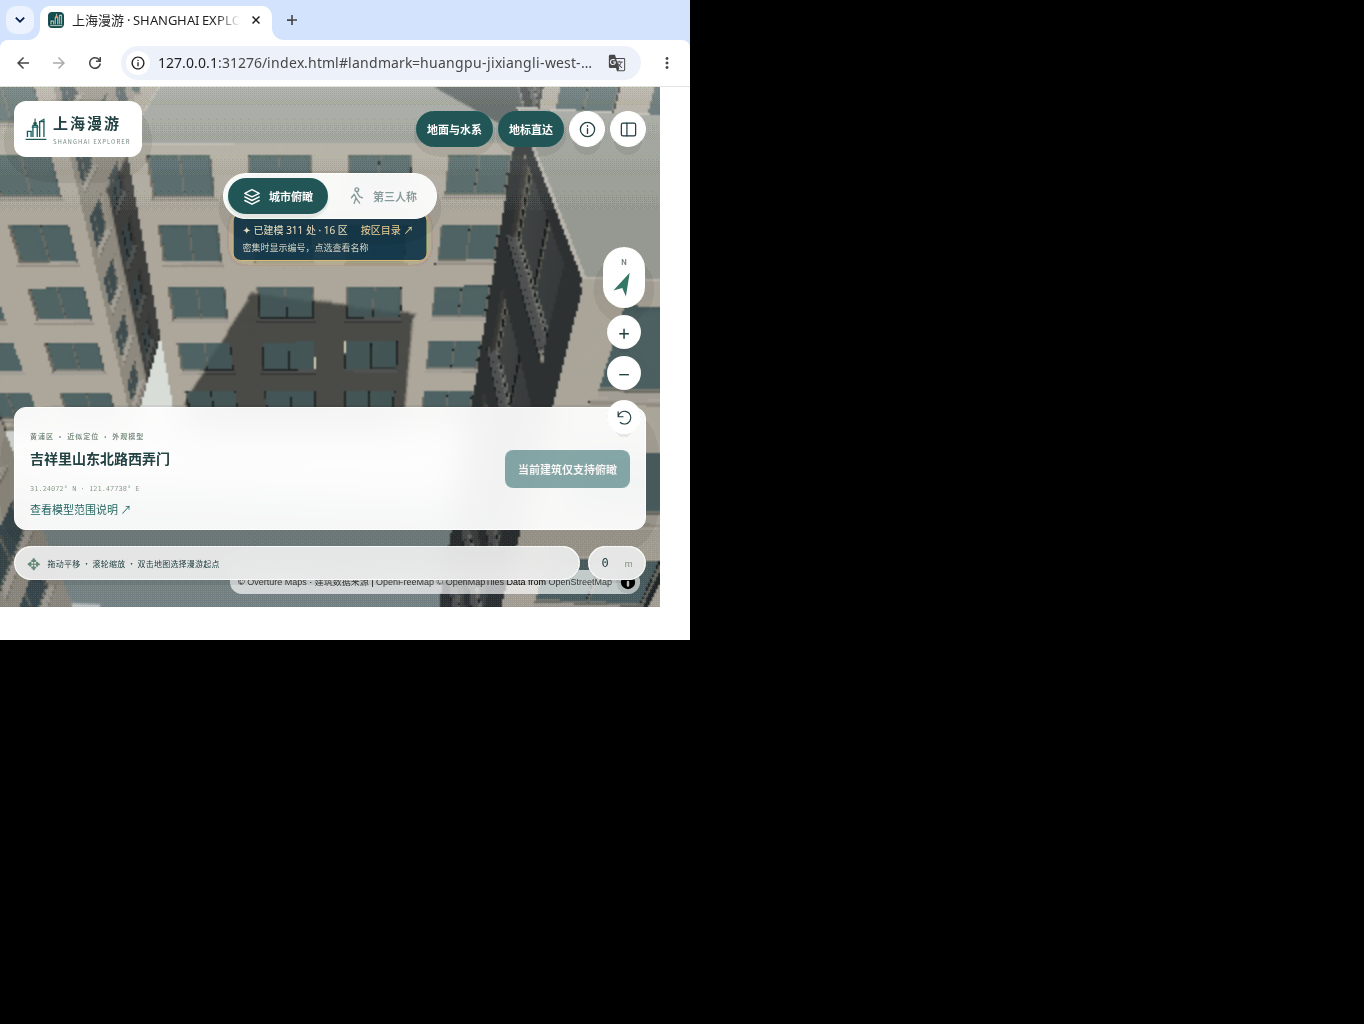 上海漫游 · SHANGHAI EXPLO
127.0.0.1:31276/index.html#landmark=huangpu-jixiangli-west-...
上海漫游
SHANGHAI EXPLORER
地面与水系
地标直达
城市俯瞰
第三人称
✦ 已建模 311 处 · 16 区 按区目录 ↗
密集时显示编号，点选查看名称
N
+
−
黄浦区 · 近似定位 · 外观模型
吉祥里山东北路西弄门
31.24072° N · 121.47738° E
查看模型范围说明 ↗
当前建筑仅支持俯瞰
拖动平移 · 滚轮缩放 · 双击地图选择漫游起点
0 m
© Overture Maps · 建筑数据来源 | OpenFreeMap © OpenMapTiles Data from OpenStreetMap